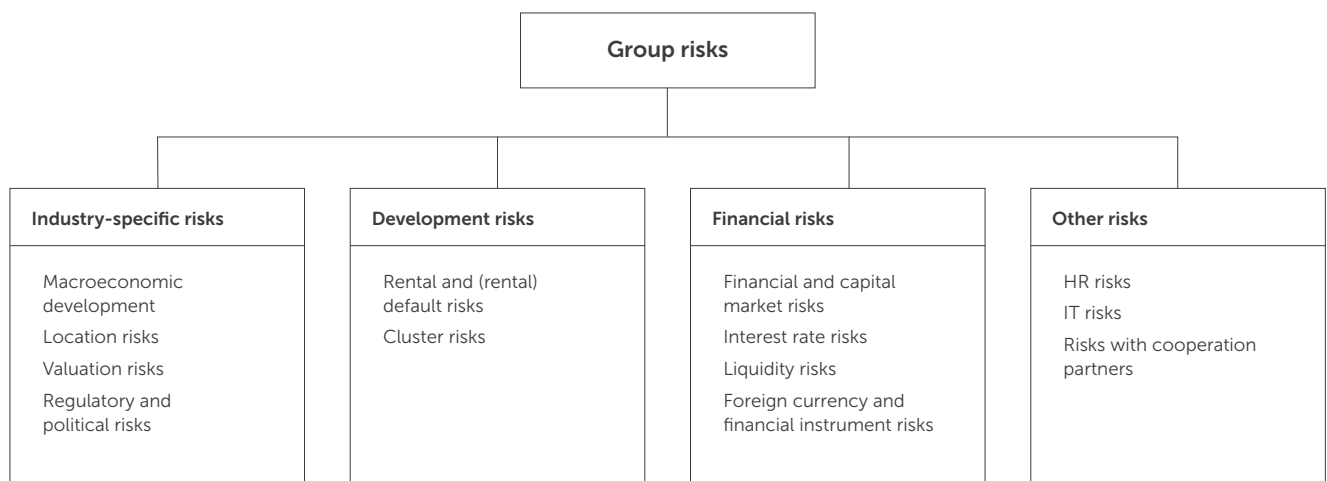 Group risks
Industry-specific risks
Macroeconomic
development
Location risks
Valuation risks
Regulatory and
political risks
Development risks
Rental and (rental)
default risks
Cluster risks
Financial risks
Financial and capital
market risks
Interest rate risks
Liquidity risks
Foreign currency and
financial instrument risks
Other risks
HR risks
IT risks
Risks with cooperation
partners